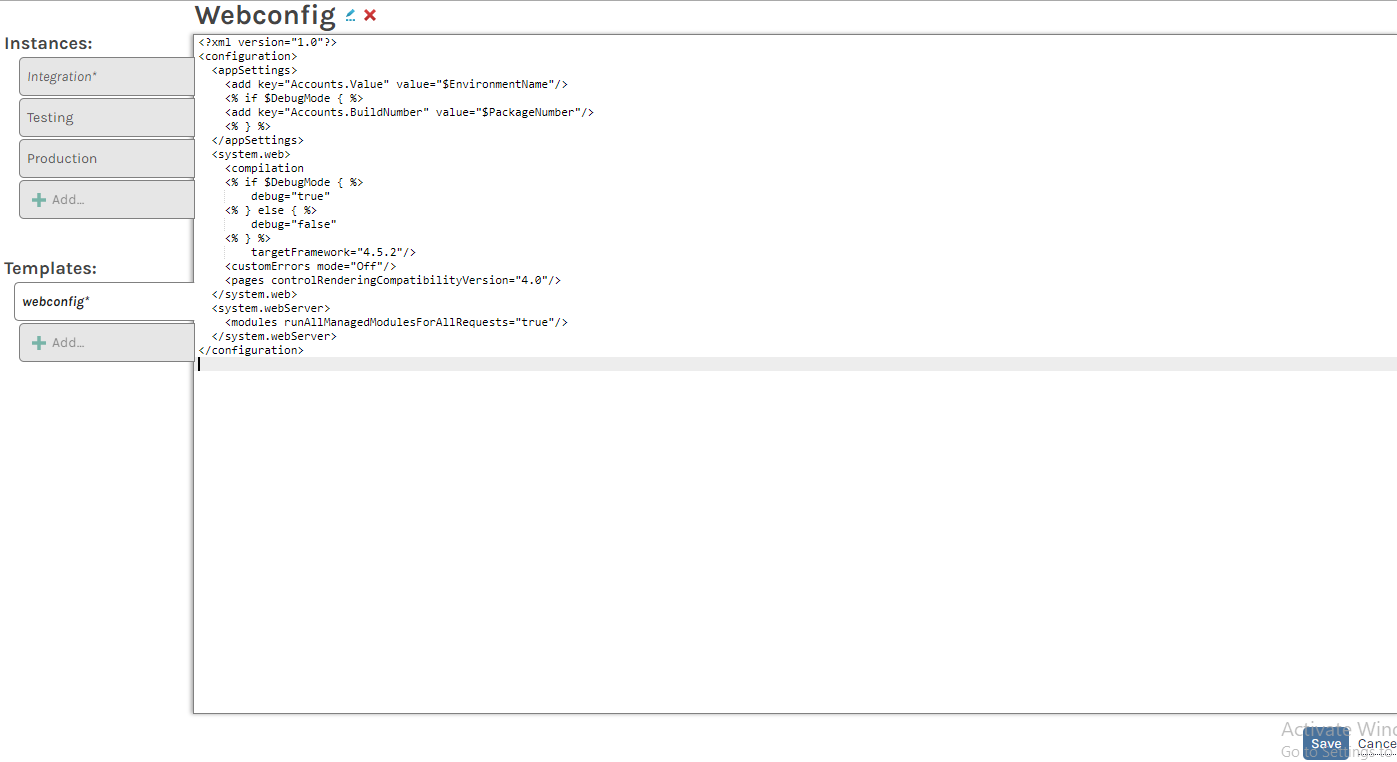 Webconfig
Instances:
Integration*
Testing
Production
Add...
Templates:
webconfig*
Add...
<?xml version="1.0"?>
<configuration>
<appSettings>
<add key="Accounts.Value" value="$EnvironmentName"/>
<% if $DebugMode { %>
<add key="Accounts.BuildNumber" value="$PackageNumber"/>
<% } %>
</appSettings>
<system.web>
<compilation
<% if $DebugMode { %>
debug="true"
<% } else { %>
debug="false"
<% } %>
targetFramework="4.5.2"/>
<customErrors mode="Off"/>
<pages controlRenderingCompatibilityVersion="4.0"/>
</system.web>
<system.webServer>
<modules runAllManagedModulesForAllRequests="true"/>
</system.webServer>
</configuration>
Activate Winc
Go to Settings to
Save Cance